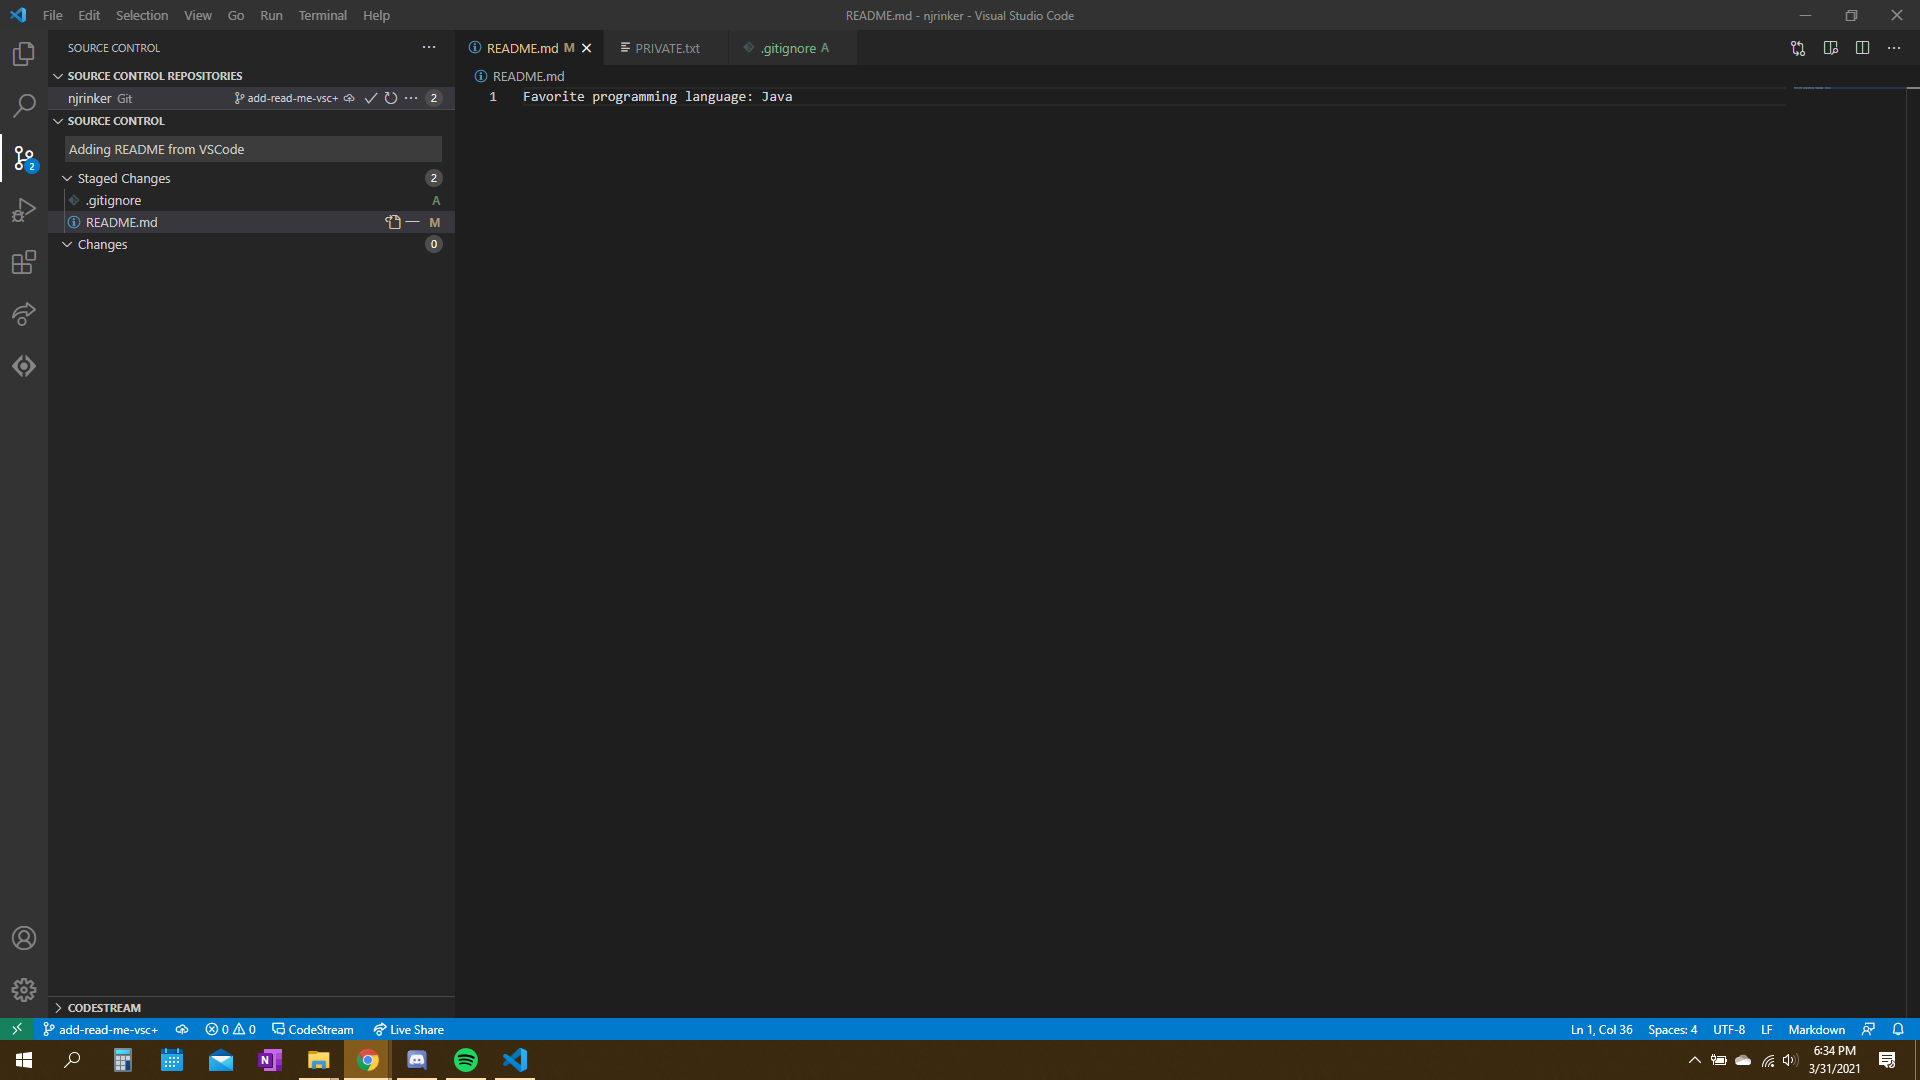 File Edit Selection View Go Run Terminal Help
README.md - njrinker - Visual Studio Code
SOURCE CONTROL
SOURCE CONTROL REPOSITORIES
njrinker Git add-read-me-vsc+ 2
SOURCE CONTROL
Adding README from VSCode
Staged Changes 2
.gitignore A
README.md M
Changes 0
CODESTREAM
2
README.md M
PRIVATE.txt
.gitignore A
README.md
1 Favorite programming language: Java
add-read-me-vsc+ 0 0 CodeStream Live Share
Ln 1, Col 36 Spaces: 4 UTF-8 LF Markdown
N
6:34 PM
3/31/2021